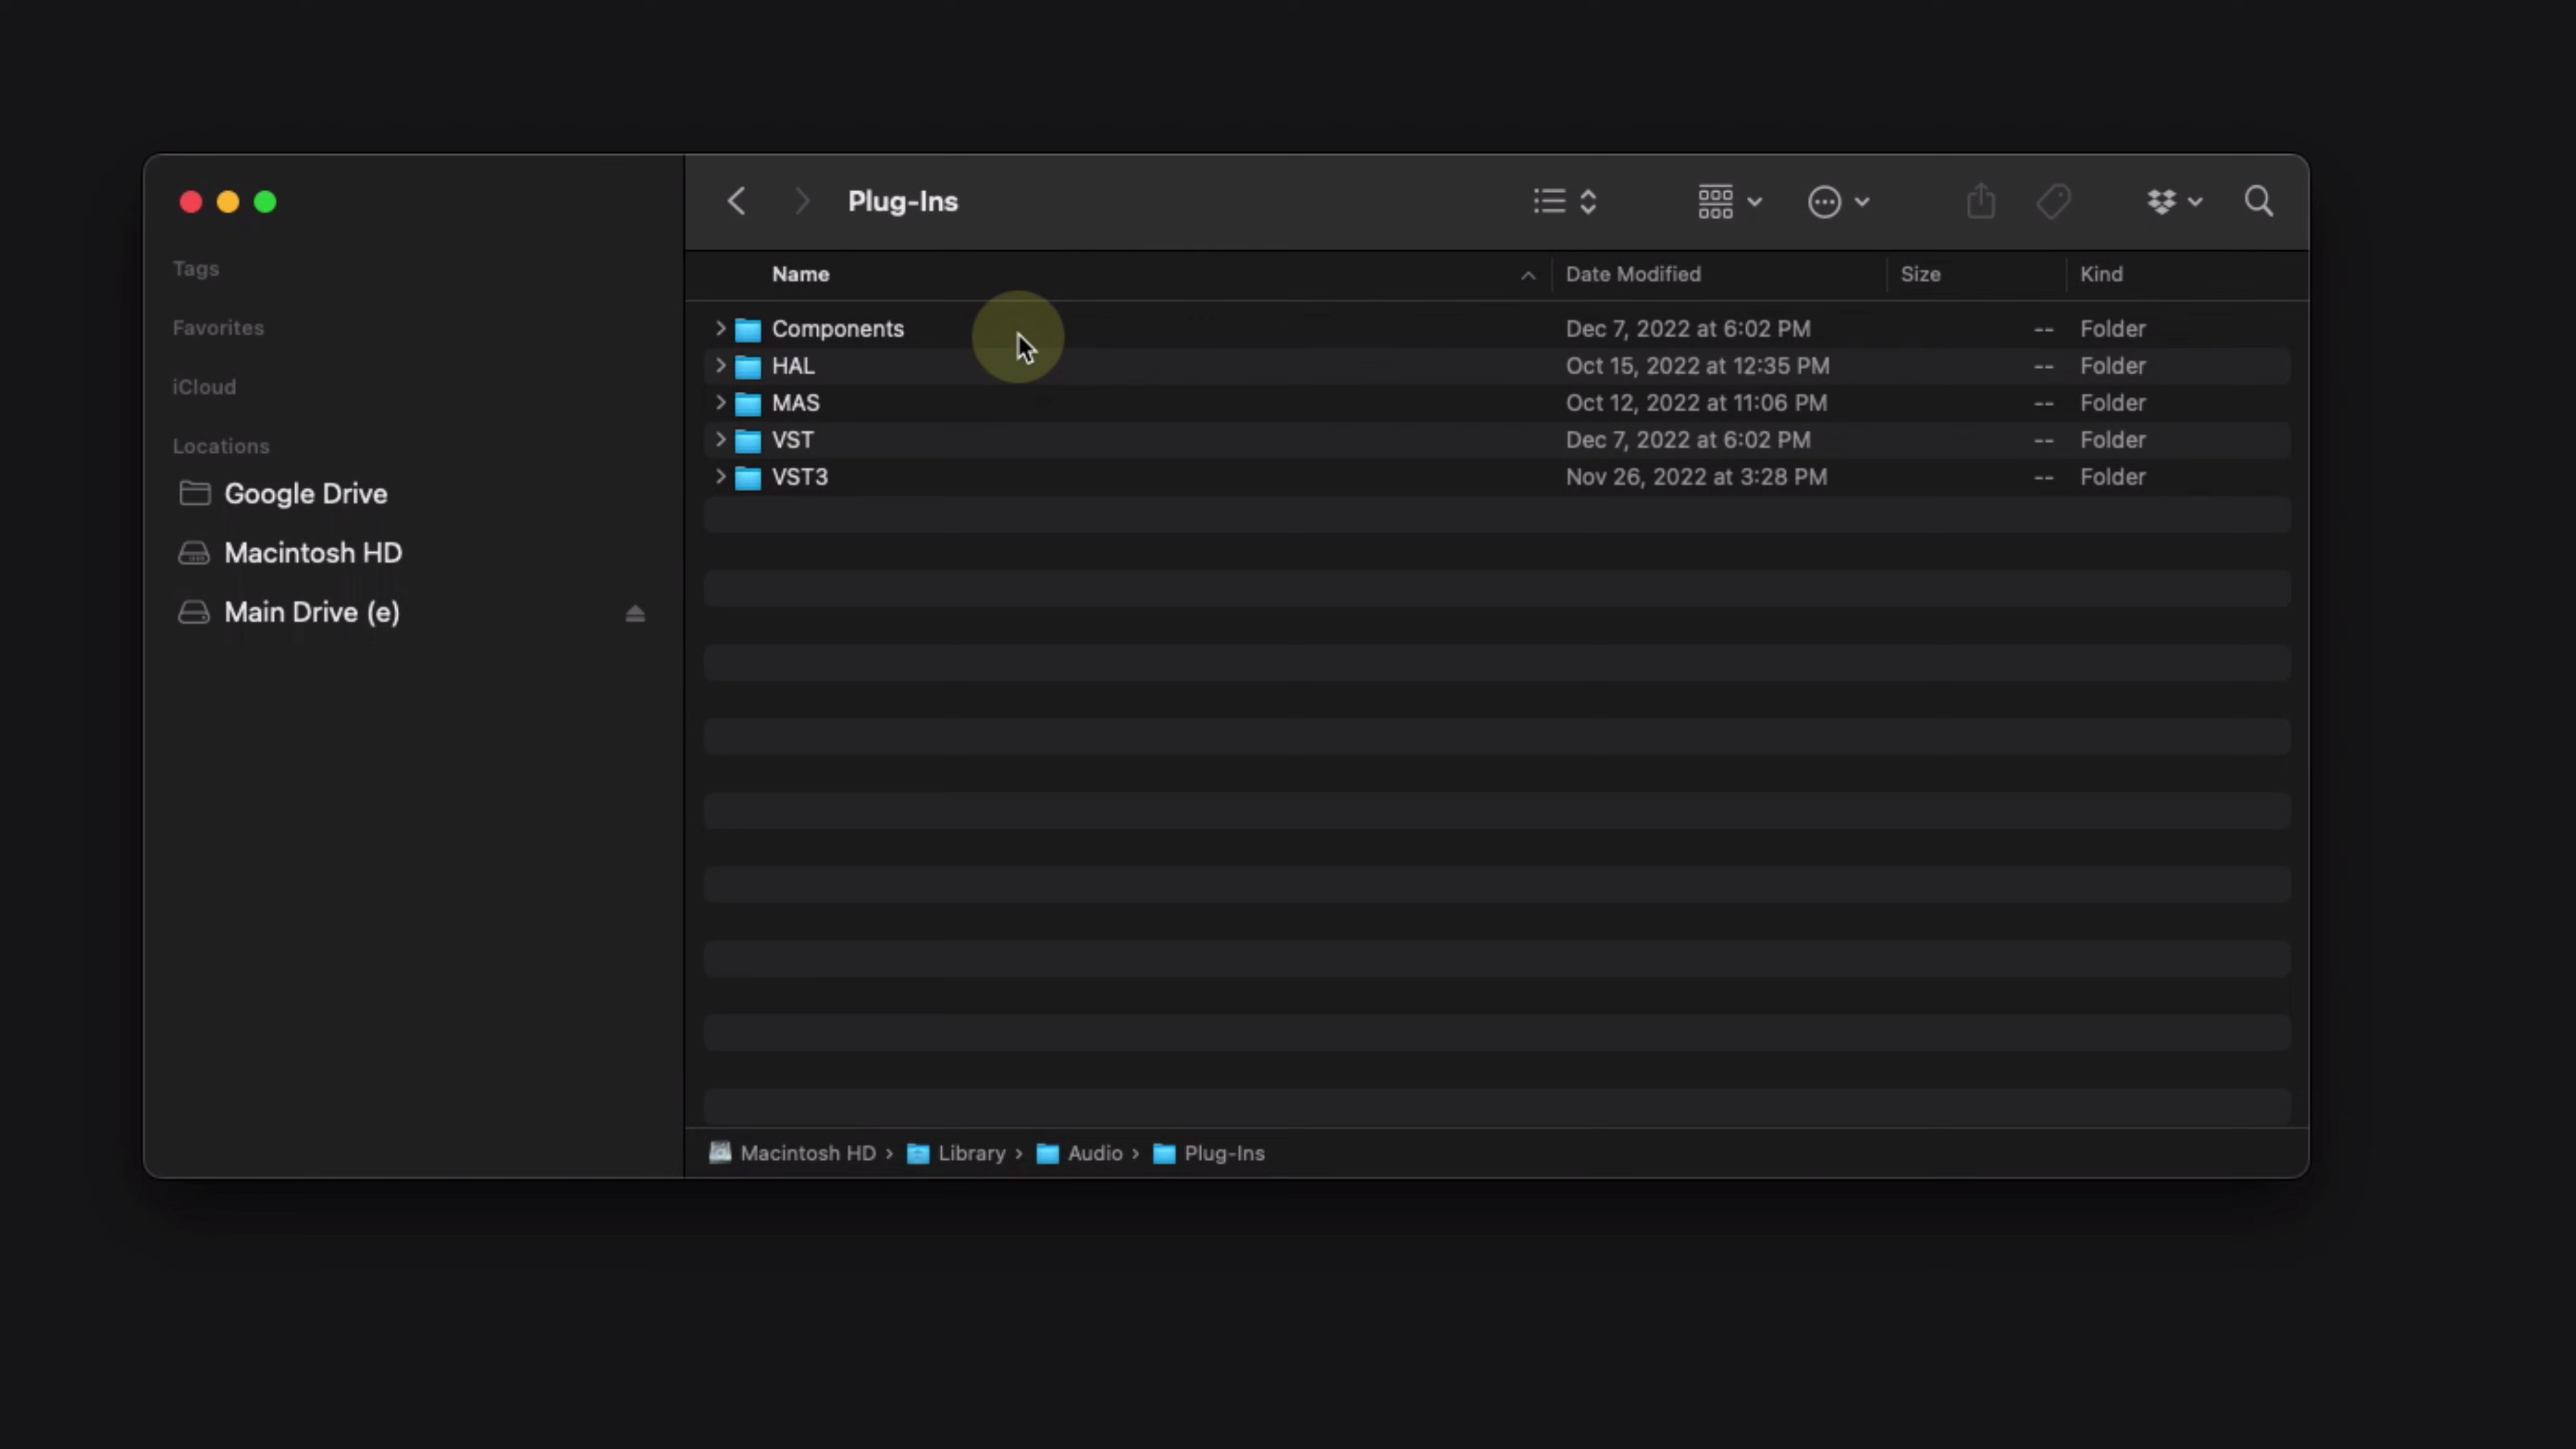 Plug-Ins
Tags
Favorites
iCloud
Locations
Google Drive
Macintosh HD
Main Drive (e)
Name Date Modified Size Kind
Components Dec 7, 2022 at 6:02 PM -- Folder
HAL Oct 15, 2022 at 12:35 PM -- Folder
MAS Oct 12, 2022 at 11:06 PM -- Folder
VST Dec 7, 2022 at 6:02 PM -- Folder
VST3 Nov 26, 2022 at 3:28 PM -- Folder
Macintosh HD › Library › Audio › Plug-Ins